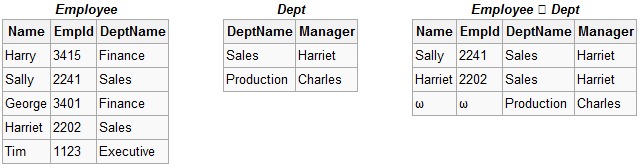 Employee
Name EmpId DeptName
Harry 3415 Finance
Sally 2241 Sales
George 3401 Finance
Harriet 2202 Sales
Tim 1123 Executive
Dept
DeptName Manager
Sales Harriet
Production Charles
Employee Dept
Name EmpId DeptName Manager
Sally 2241 Sales Harriet
Harriet 2202 Sales Harriet
ω ω Production Charles